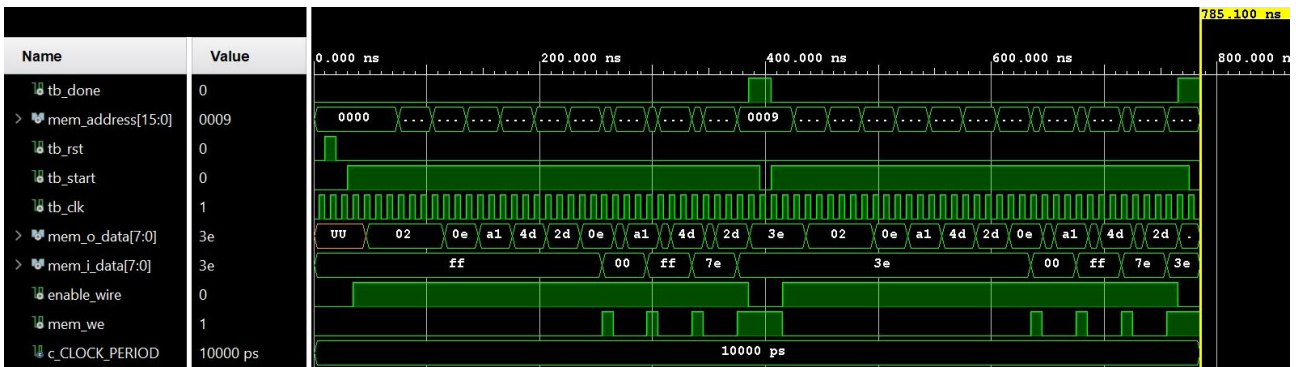 785.100 ns
Name Value 0.000 ns 200.000 ns 400.000 ns 600.000 ns 800.000 n
tb_done 0
> mem_address[15:0] 0009 0000 ... ... ... ... ... ... ... ... ... ... 0009 ... ... ... ... ... ... ... ... ... ...
tb_rst 0
tb_start 0
tb_clk 1
> mem_o_data[7:0] 3e UU 02 0e a1 4d 2d 0e a1 4d 2d 3e 02 0e a1 4d 2d 0e a1 4d 2d .
> mem_i_data[7:0] 3e ff 00 ff 7e 3e 00 ff 7e 3e
enable_wire 0
mem_we 1
c_CLOCK_PERIOD 10000 ps 10000 ps